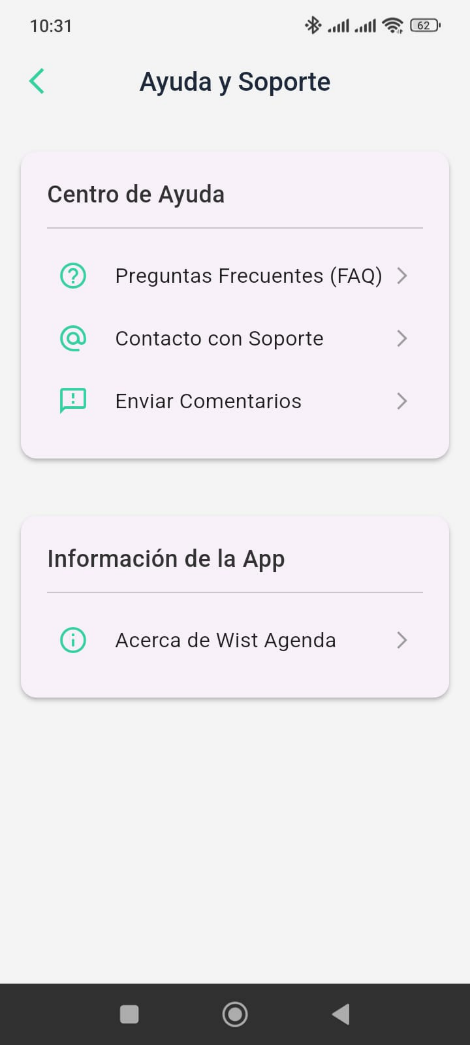 10:31
62
Ayuda y Soporte
Centro de Ayuda
Preguntas Frecuentes (FAQ)
Contacto con Soporte
Enviar Comentarios
Información de la App
Acerca de Wist Agenda